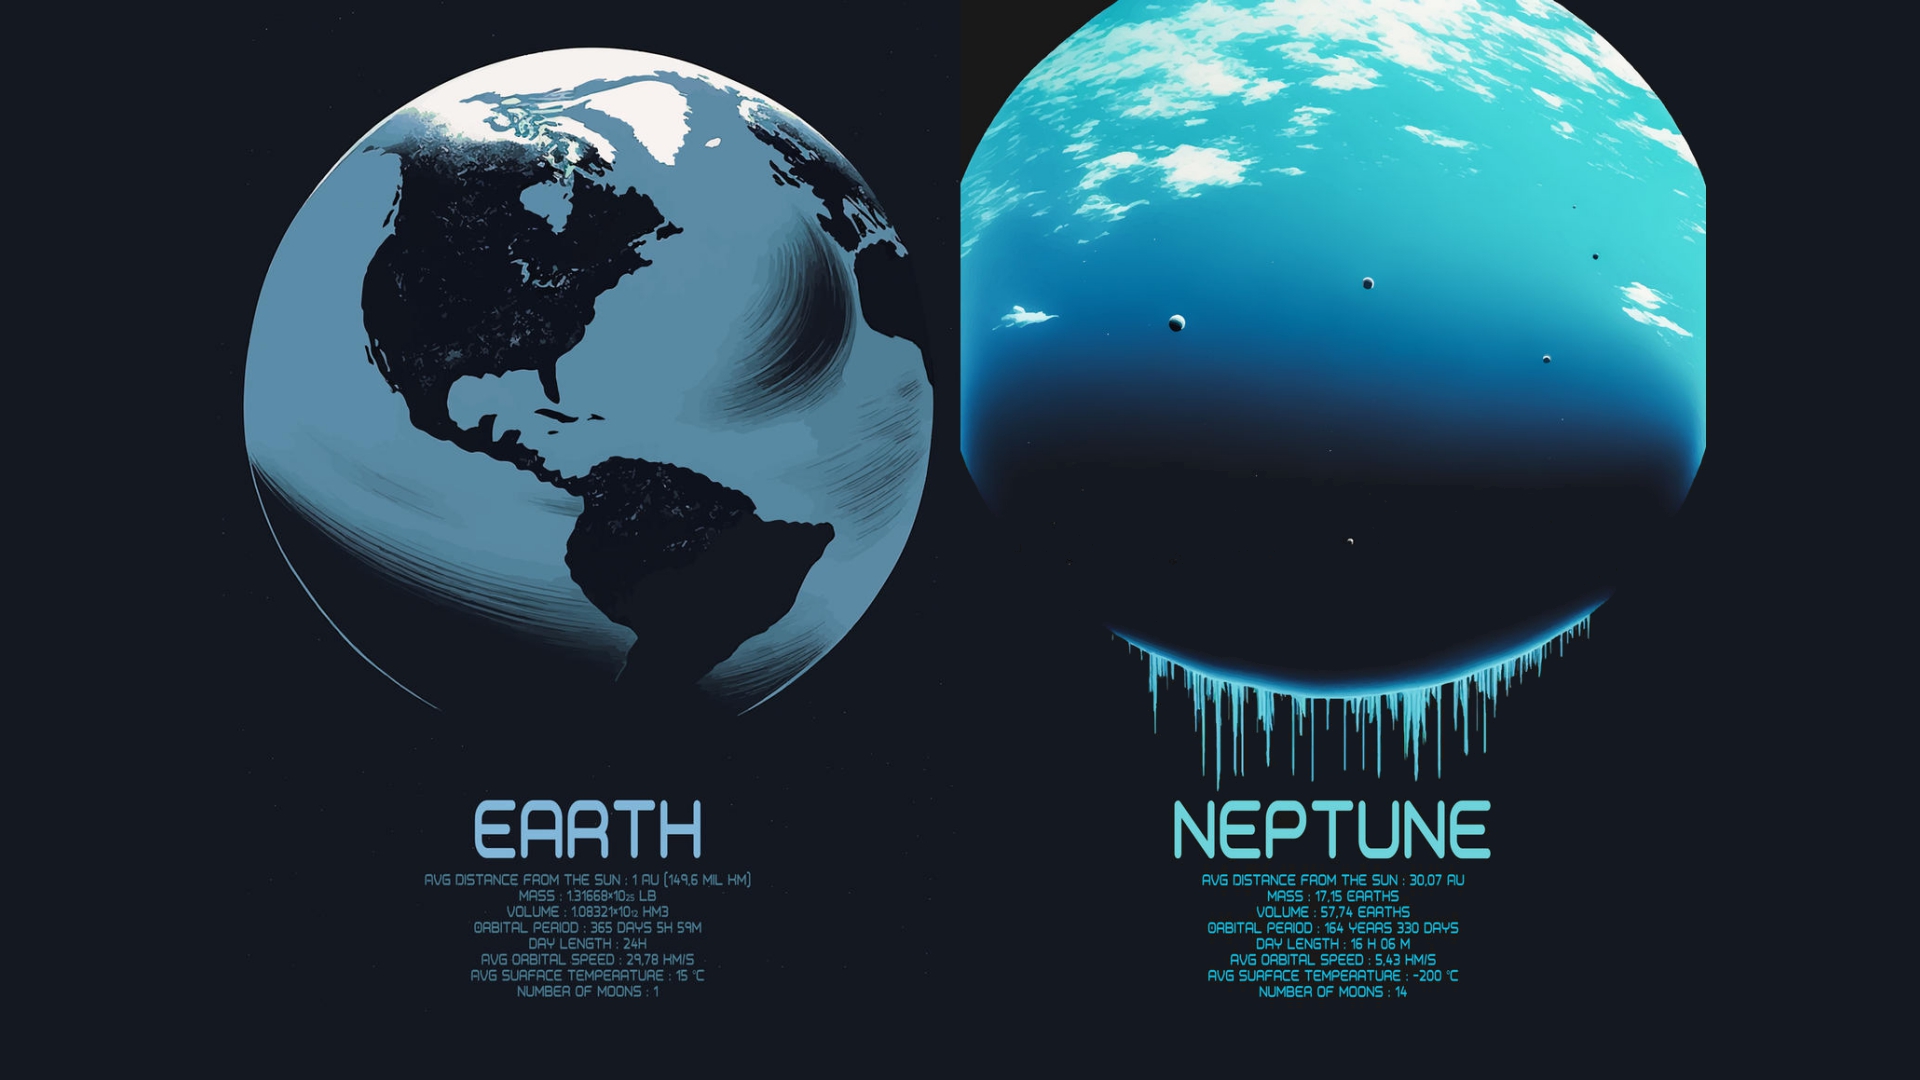 EARTH
AVG DISTANCE FROM THE SUN : 1 AU (149,6 MIL KM)
MASS : 1.31668×10₂₅ LB
VOLUME : 1.08321×10₁₂ KM3
ORBITAL PERIOD : 365 DAYS 5H 59M
DAY LENGTH : 24H
AVG ORBITAL SPEED : 29,78 KM/S
AVG SURFACE TEMPERATURE : 15 °C
NUMBER OF MOONS : 1
NEPTUNE
AVG DISTANCE FROM THE SUN : 30,07 AU
MASS : 17,15 EARTHS
VOLUME : 57,74 EARTHS
ORBITAL PERIOD : 164 YEARS 330 DAYS
DAY LENGTH : 16 H 06 M
AVG ORBITAL SPEED : 5,43 KM/S
AVG SURFACE TEMPERATURE : -200 °C
NUMBER OF MOONS : 14